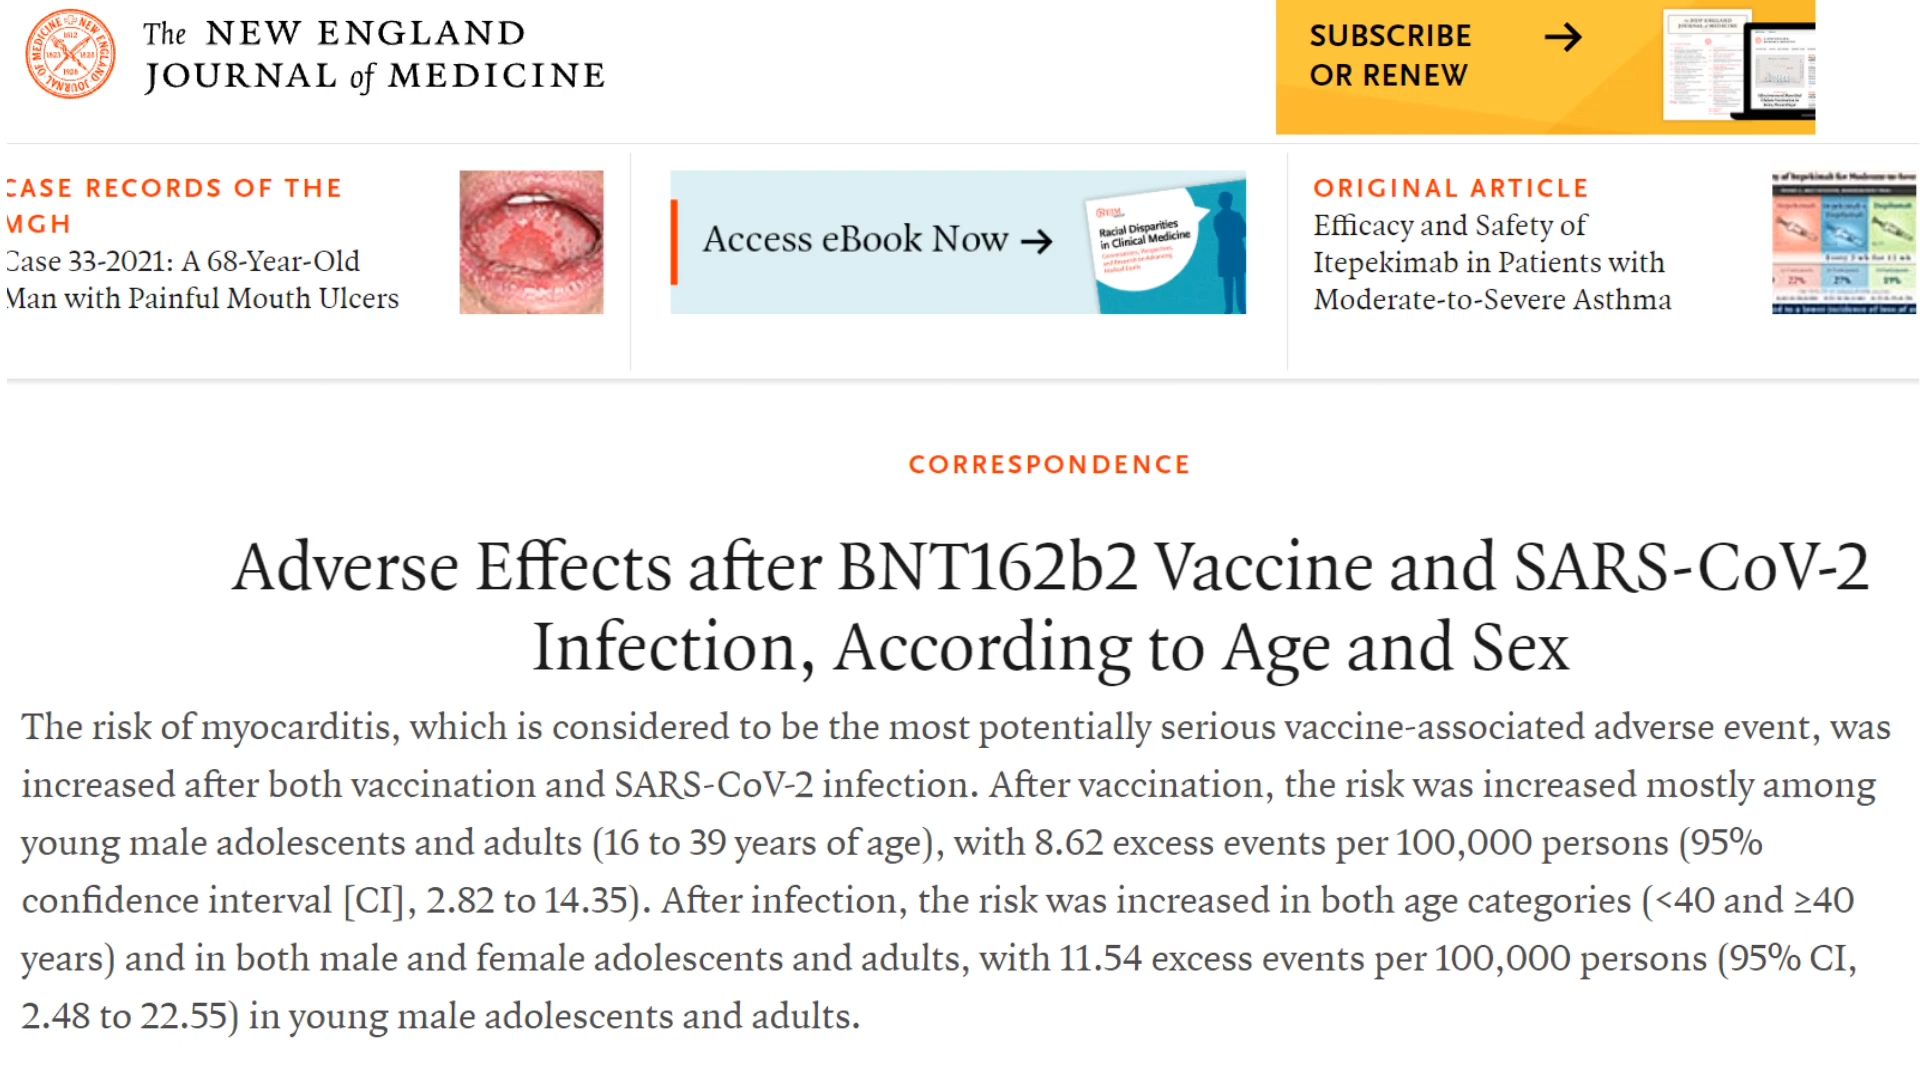 The NEW ENGLAND
JOURNAL of MEDICINE
SUBSCRIBE
OR RENEW
CASE RECORDS OF THE
MGH
Case 33-2021: A 68-Year-Old
Man with Painful Mouth Ulcers
Access eBook Now
Racial Disparities
in Clinical Medicine
ORIGINAL ARTICLE
Efficacy and Safety of
Itepekimab in Patients with
Moderate-to-Severe Asthma
CORRESPONDENCE
Adverse Effects after BNT162b2 Vaccine and SARS-CoV-2
Infection, According to Age and Sex
The risk of myocarditis, which is considered to be the most potentially serious vaccine-associated adverse event, was
increased after both vaccination and SARS-CoV-2 infection. After vaccination, the risk was increased mostly among
young male adolescents and adults (16 to 39 years of age), with 8.62 excess events per 100,000 persons (95%
confidence interval [CI], 2.82 to 14.35). After infection, the risk was increased in both age categories (<40 and ≥40
years) and in both male and female adolescents and adults, with 11.54 excess events per 100,000 persons (95% CI,
2.48 to 22.55) in young male adolescents and adults.